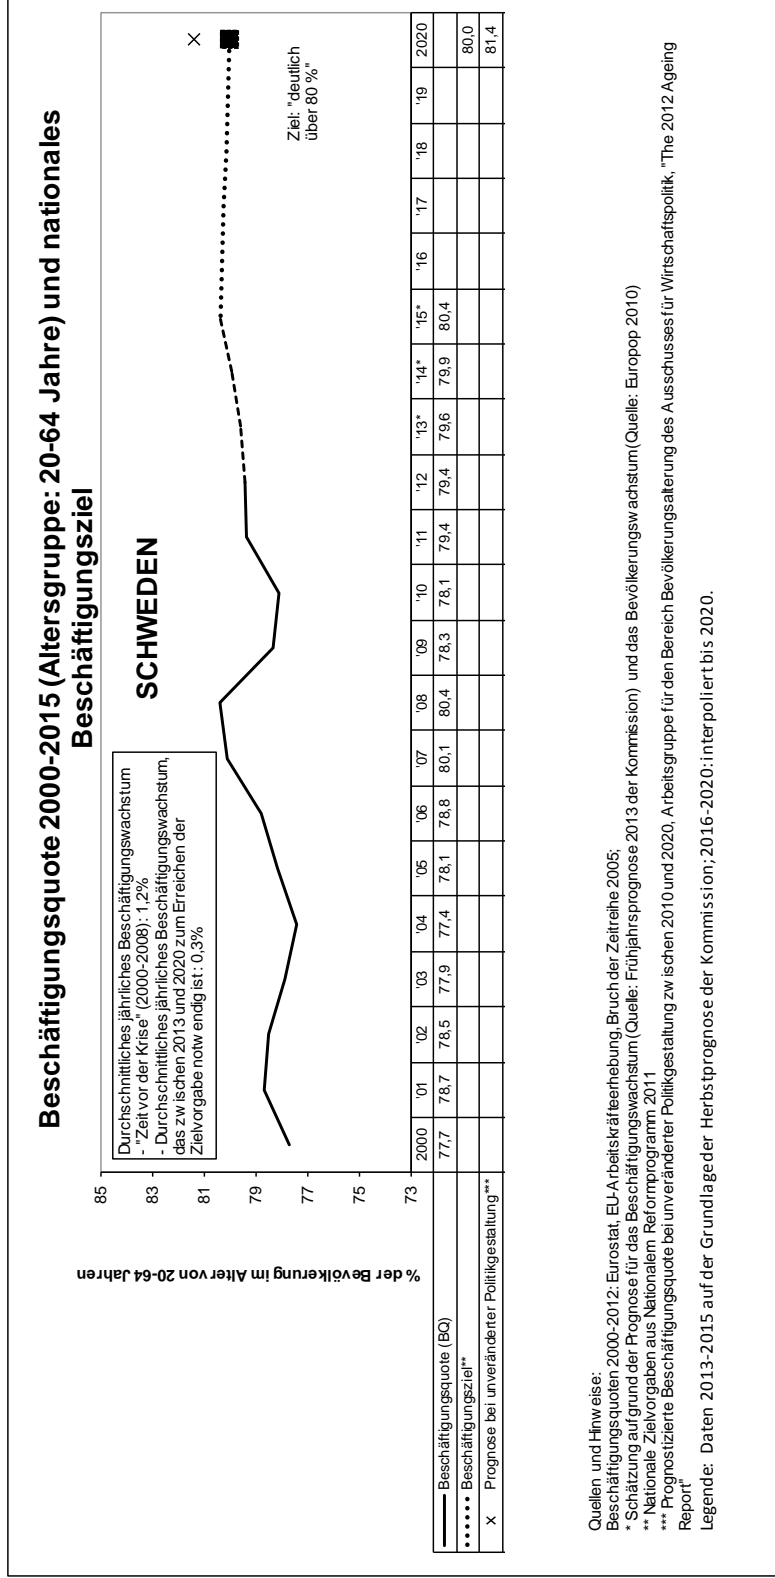 Beschäftigungsquote 2000-2015 (Altersgruppe: 20-64 Jahre) und nationales
Beschäftigungsziel
SCHWEDEN
Durchschnittliches jährliches Beschäftigungswachstum
- "Zeit vor der Krise" (2000-2008): 1,2%
- Durchschnittliches jährliches Beschäftigungswachstum,
das zwischen 2013 und 2020 zum Erreichen der
Zielvorgabe notwendig ist: 0,3%
Ziel: "deutlich
über 80 %"
% der Bevölkerung im Alter von 20-64 Jahren
85
83
81
79
77
75
73
2000 '01 '02 '03 '04 '05 '06 '07 '08 '09 '10 '11 '12 '13* '14* '15* '16 '17 '18 '19 2020
Beschäftigungsquote (BQ) 77,7 78,7 78,5 77,9 77,4 78,1 78,8 80,1 80,4 78,3 78,1 79,4 79,4 79,6 79,9 80,4
Beschäftigungsziel** 80,0
x Prognose bei unveränderter Politikgestaltung*** 81,4
Quellen und Hinweise:
Beschäftigungsquoten 2000-2012: Eurostat, EU-Arbeitskräfteerhebung, Bruch der Zeitreihe 2005;
* Schätzung aufgrund der Prognose für das Beschäftigungswachstum (Quelle: Frühjahrsprognose 2013 der Kommission) und das Bevölkerungswachstum (Quelle: Europop 2010)
** Nationale Zielvorgaben aus Nationalem Reformprogramm 2011
*** Prognostizierte Beschäftigungsquote bei unveränderter Politikgestaltung zwischen 2010 und 2020, Arbeitsgruppe für den Bereich Bevölkerungsalterung des Ausschusses für Wirtschaftspolitik, "The 2012 Ageing
Report"
Legende: Daten 2013-2015 auf der Grundlage der Herbstprognose der Kommission; 2016-2020: interpoliert bis 2020.